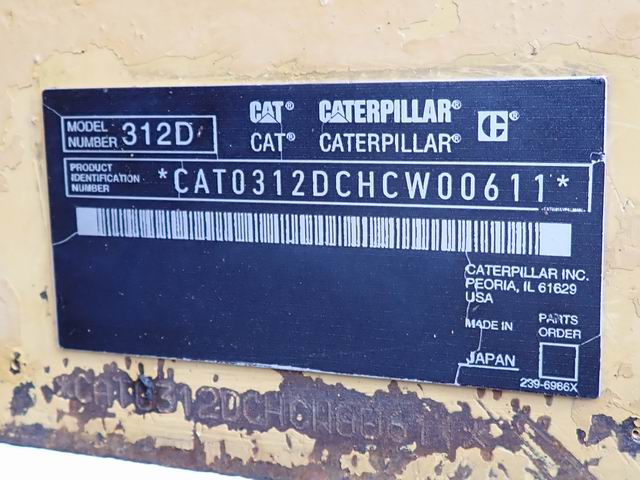 CAT® CATERPILLAR®
CAT® CATERPILLAR®
MODEL NUMBER 312D
PRODUCT IDENTIFICATION NUMBER *CAT0312DCHCW00611*
CATERPILLAR INC.
PEORIA, IL 61629
USA
MADE IN
JAPAN
PARTS ORDER
239-6986X